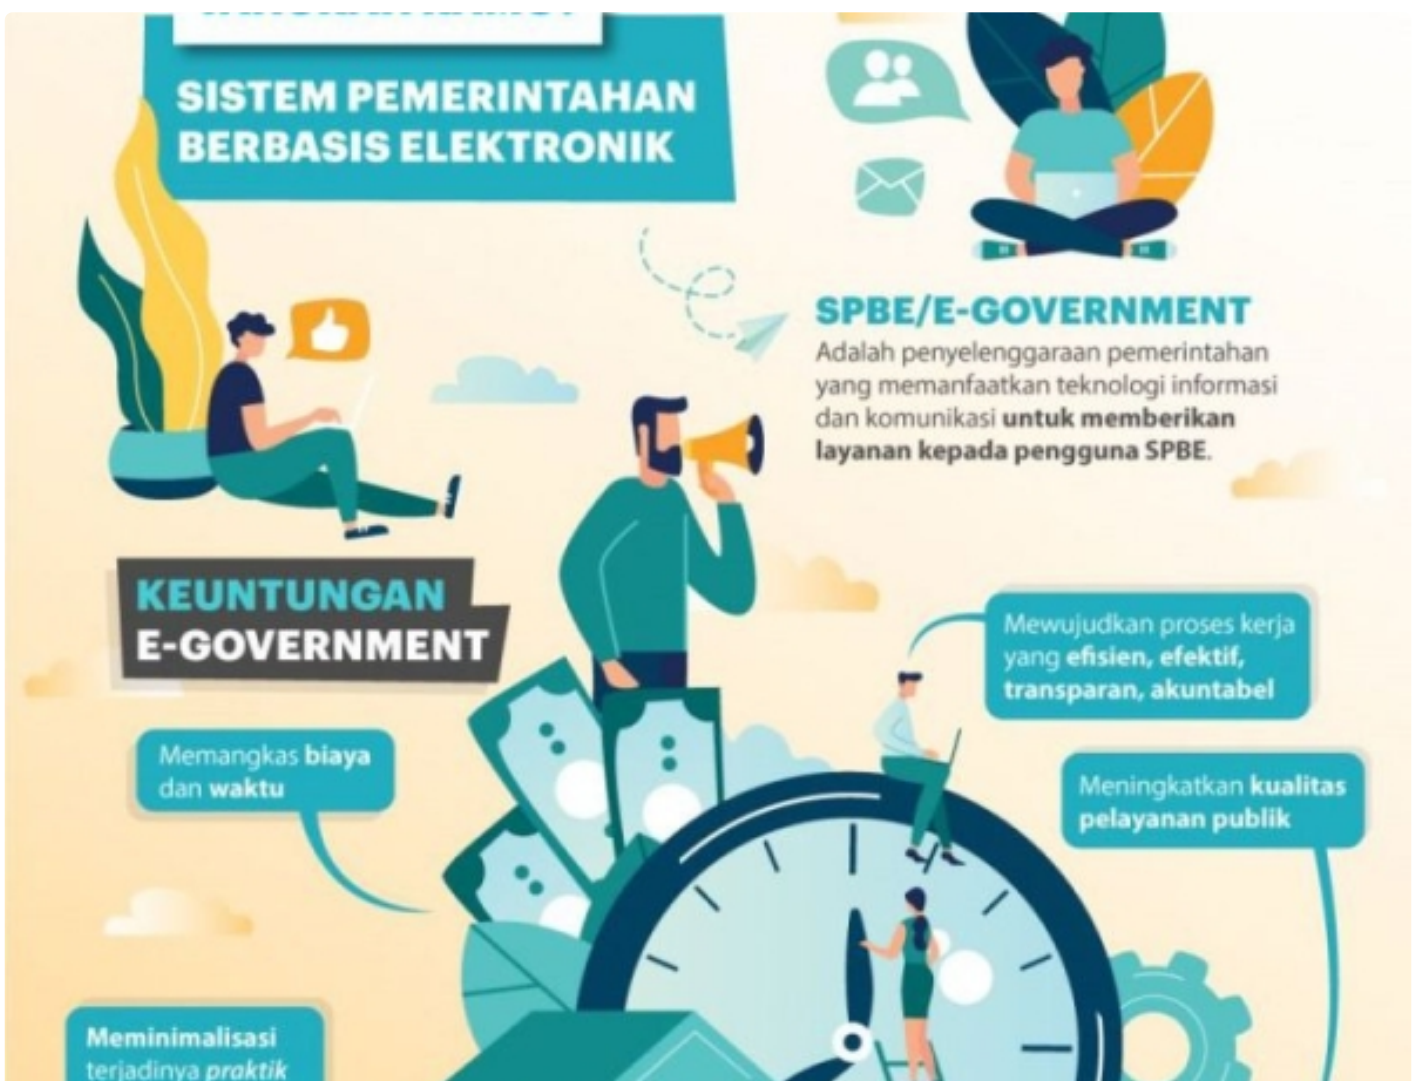 SISTEM PEMERINTAHAN
BERBASIS ELEKTRONIK
SPBE/E-GOVERNMENT
Adalah penyelenggaraan pemerintahan
yang memanfaatkan teknologi informasi
dan komunikasi untuk memberikan
layanan kepada pengguna SPBE.
KEUNTUNGAN
E-GOVERNMENT
Mewujudkan proses kerja
yang efisien, efektif,
transparan, akuntabel
Memangkas biaya
dan waktu
Meningkatkan kualitas
pelayanan publik
Meminimalisasi
terjadinya praktik